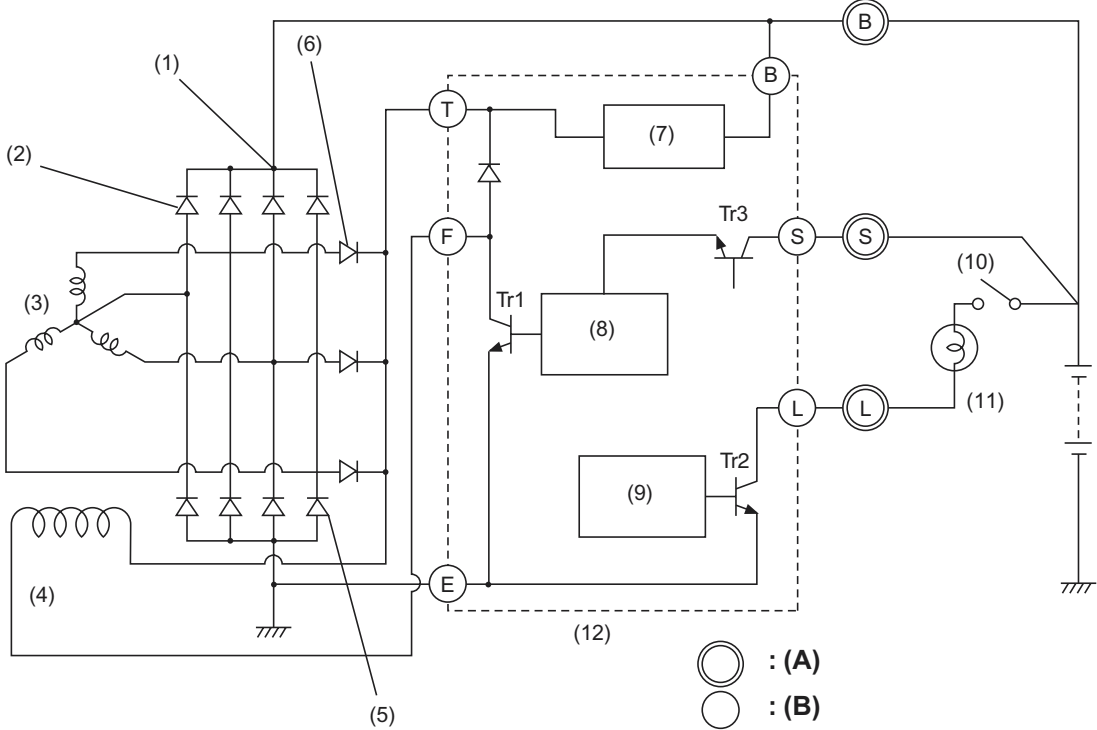 B
(6)
(1)
B
T
(7)
(2)
Tr3
F
S
S
(10)
(3)
Tr1
(8)
L
L
(11)
Tr2
(9)
(4)
E
(12)
: (A)
(5)
: (B)